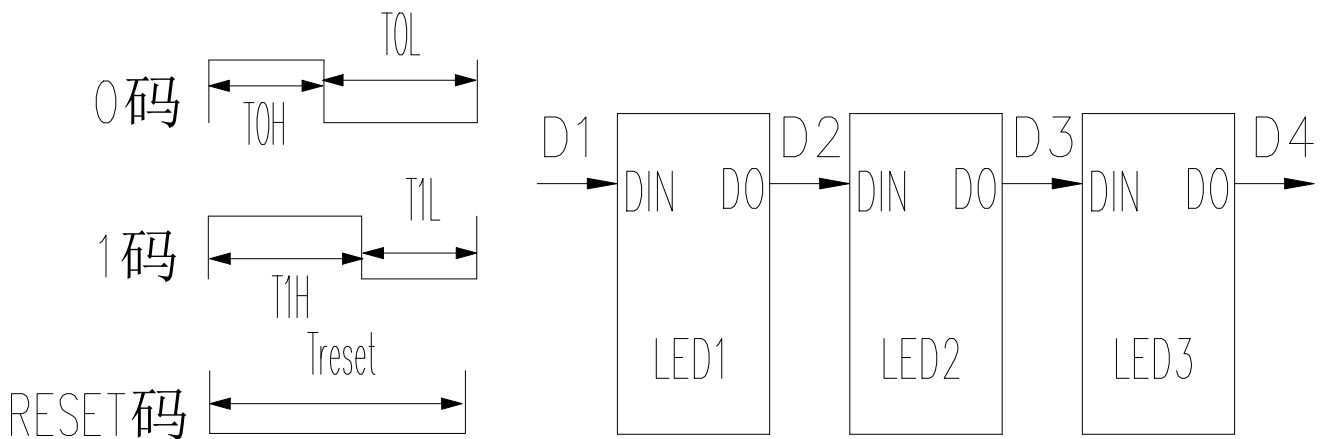 0码
T0H
T0L
1码
T1H
T1L
RESET码
Treset
D1
DIN DO
LED1
D2
DIN DO
LED2
D3
DIN DO
LED3
D4